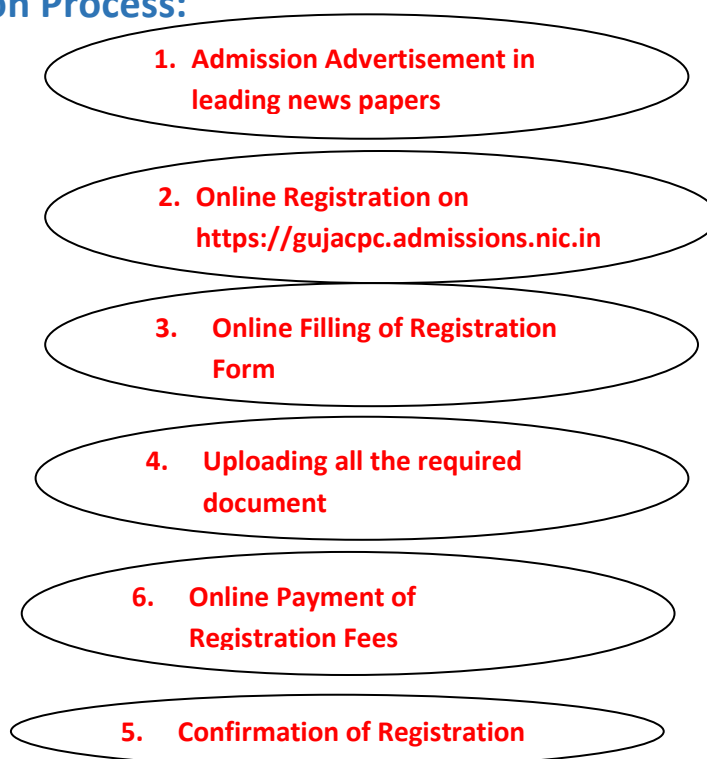 on Process:
1. Admission Advertisement in
leading news papers
2. Online Registration on
https://gujacpc.admissions.nic.in
3. Online Filling of Registration
Form
4. Uploading all the required
document
6. Online Payment of
Registration Fees
5. Confirmation of Registration